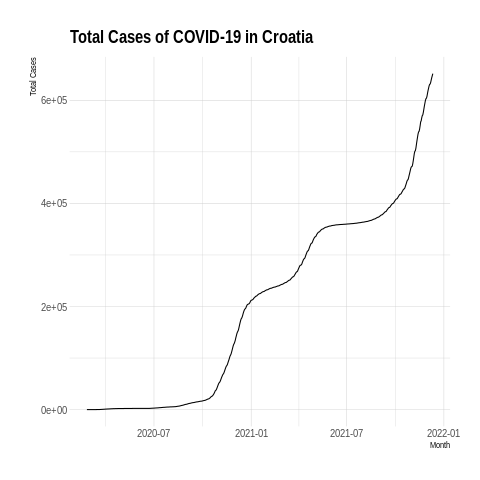 Total Cases of COVID-19 in Croatia
Total Cases
6e+05
4e+05
2e+05
0e+00
2020-07 2021-01 2021-07 2022-01
Month